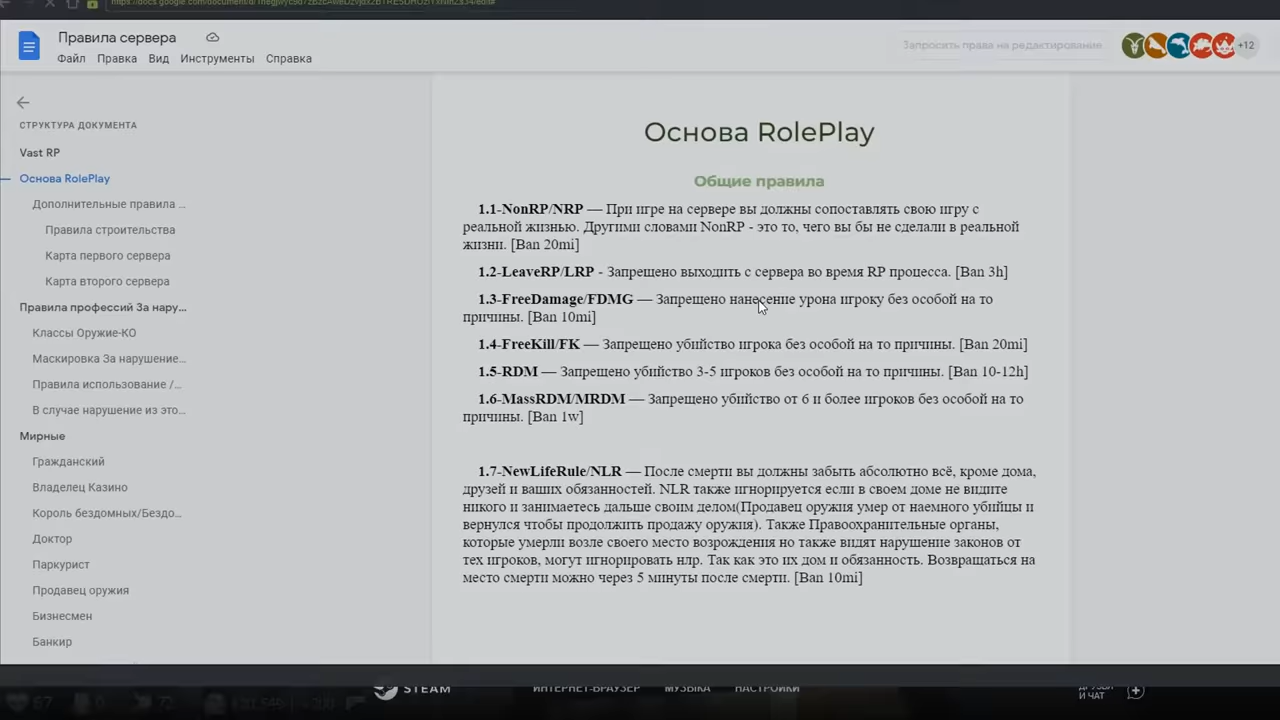 Правила сервера
Файл Правка Вид Инструменты Справка
Запросить права на редактирование
+12
СТРУКТУРА ДОКУМЕНТА
Vast RP
Основа RolePlay
Дополнительные правила ...
Правила строительства
Карта первого сервера
Карта второго сервера
Правила профессий За нару...
Классы Оружие-КО
Маскировка За нарушение...
Правила использование /...
В случае нарушение из это...
Мирные
Гражданский
Владелец Казино
Король бездомных/Бездо...
Доктор
Паркурист
Продавец оружия
Бизнесмен
Банкир
Основа RolePlay
Общие правила
1.1-NonRP/NRP — При игре на сервере вы должны сопоставлять свою игру с
реальной жизнью. Другими словами NonRP - это то, чего вы бы не сделали в реальной
жизни. [Ban 20mi]
1.2-LeaveRP/LRP - Запрещено выходить с сервера во время RP процесса. [Ban 3h]
1.3-FreeDamage/FDMG — Запрещено нанесение урона игроку без особой на то
причины. [Ban 10mi]
1.4-FreeKill/FK — Запрещено убийство игрока без особой на то причины. [Ban 20mi]
1.5-RDM — Запрещено убийство 3-5 игроков без особой на то причины. [Ban 10-12h]
1.6-MassRDM/MRDM — Запрещено убийство от 6 и более игроков без особой на то
причины. [Ban 1w]
1.7-NewLifeRule/NLR — После смерти вы должны забыть абсолютно всё, кроме дома,
друзей и ваших обязанностей. NLR также игнорируется если в своем доме не видите
никого и занимаетесь дальше своим делом(Продавец оружия умер от наемного убийцы и
вернулся чтобы продолжить продажу оружия). Также Правоохранительные органы,
которые умерли возле своего место возрождения но также видят нарушение законов от
тех игроков, могут игнорировать нлр. Так как это их дом и обязанность. Возвращаться на
место смерти можно через 5 минуты после смерти. [Ban 10mi]
STEAM
ИНТЕРНЕТ-БРАУЗЕР МУЗЫКА НАСТРОЙКИ
ДРУЗЬЯ
И ЧАТ